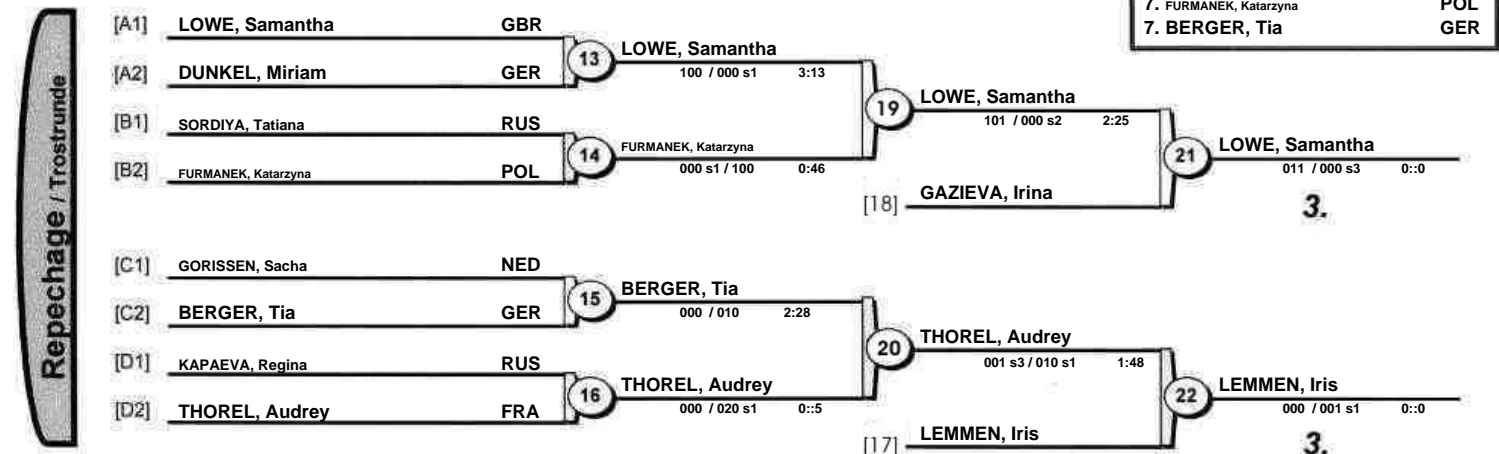 7. FURMANEK, Katarzyna POL
7. BERGER, Tia GER
Repechage / Trostrunde
[A1] LOWE, Samantha GBR
[A2] DUNKEL, Miriam GER
13 LOWE, Samantha
100 / 000 s1 3:13
[B1] SORDIYA, Tatiana RUS
[B2] FURMANEK, Katarzyna POL
14 FURMANEK, Katarzyna
000 s1 / 100 0:46
19 LOWE, Samantha
101 / 000 s2 2:25
[18] GAZIEVA, Irina
21 LOWE, Samantha
011 / 000 s3 0::0
3.
[C1] GORISSEN, Sacha NED
[C2] BERGER, Tia GER
15 BERGER, Tia
000 / 010 2:28
[D1] KAPAEVA, Regina RUS
[D2] THOREL, Audrey FRA
16 THOREL, Audrey
000 / 020 s1 0::5
20 THOREL, Audrey
001 s3 / 010 s1 1:48
[17] LEMMEN, Iris
22 LEMMEN, Iris
000 / 001 s1 0::0
3.